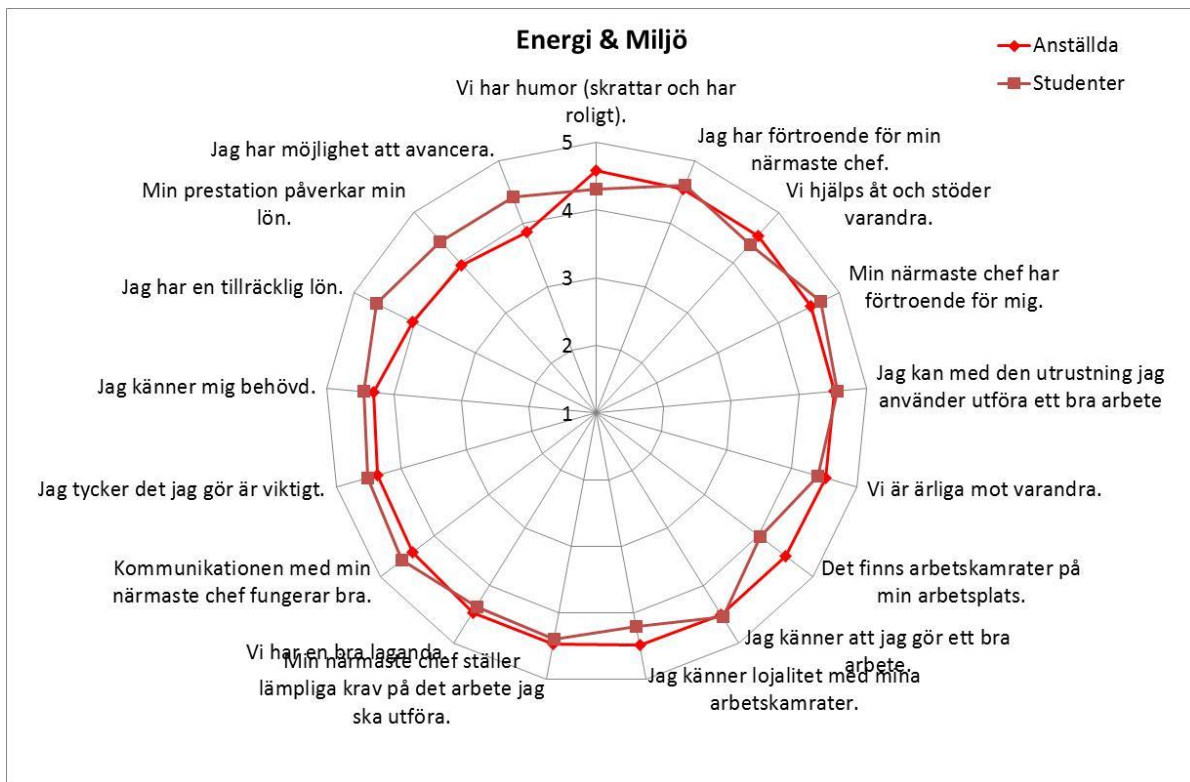 Energi & Miljö
Anställda
Studenter
Vi har humor (skrattar och har
roligt).
Jag har förtroende för min
närmaste chef.
Vi hjälps åt och stöder
varandra.
Min närmaste chef har
förtroende för mig.
Jag kan med den utrustning jag
använder utföra ett bra arbete
Vi är ärliga mot varandra.
Det finns arbetskamrater på
min arbetsplats.
Jag känner att jag gör ett bra
arbete.
Jag känner lojalitet med mina
arbetskamrater.
Min närmaste chef ställer
lämpliga krav på det arbete jag
ska utföra.
Vi har en bra laganda.
Kommunikationen med min
närmaste chef fungerar bra.
Jag tycker det jag gör är viktigt.
Jag känner mig behövd.
Jag har en tillräcklig lön.
Min prestation påverkar min
lön.
Jag har möjlighet att avancera.
5
4
3
2
1